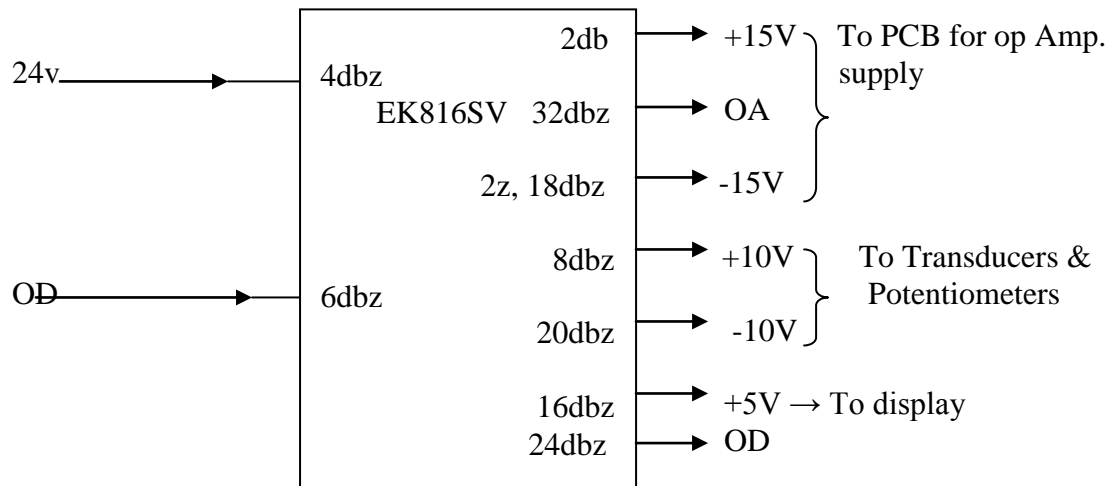 2db +15V To PCB for op Amp.
24v 4dbz supply
EK816SV 32dbz OA
2z, 18dbz -15V
8dbz +10V To Transducers &
OD 6dbz Potentiometers
20dbz -10V
16dbz +5V → To display
24dbz OD